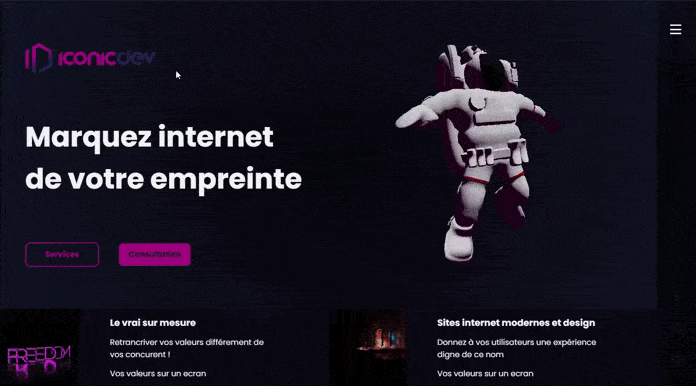 iconicdev
Marquez internet
de votre empreinte
Services
Consultation
FREEDOM
Le vrai sur mesure
Retrancriver vos valeurs différement de
vos concurent !
Vos valeurs sur un ecran
Sites internet modernes et design
Donnez à vos utilisateurs une expérience
digne de ce nom
Vos valeurs sur un ecran